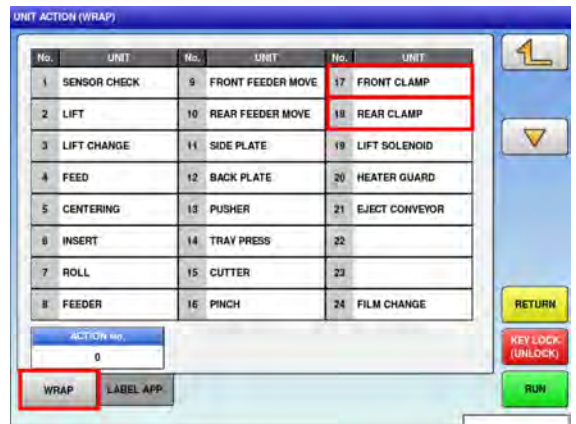 UNIT ACTION (WRAP)
No. UNIT No. UNIT No. UNIT
1 SENSOR CHECK 9 FRONT FEEDER MOVE 17 FRONT CLAMP
2 LIFT 10 REAR FEEDER MOVE 18 REAR CLAMP
3 LIFT CHANGE 11 SIDE PLATE 19 LIFT SOLENOID
4 FEED 12 BACK PLATE 20 HEATER GUARD
5 CENTERING 13 PUSHER 21 EJECT CONVEYOR
6 INSERT 14 TRAY PRESS 22
7 ROLL 15 CUTTER 23
8 FEEDER 16 PINCH 24 FILM CHANGE
RETURN
ACTION No.
0
KEY LOCK
(UNLOCK)
WRAP LABEL APP. RUN